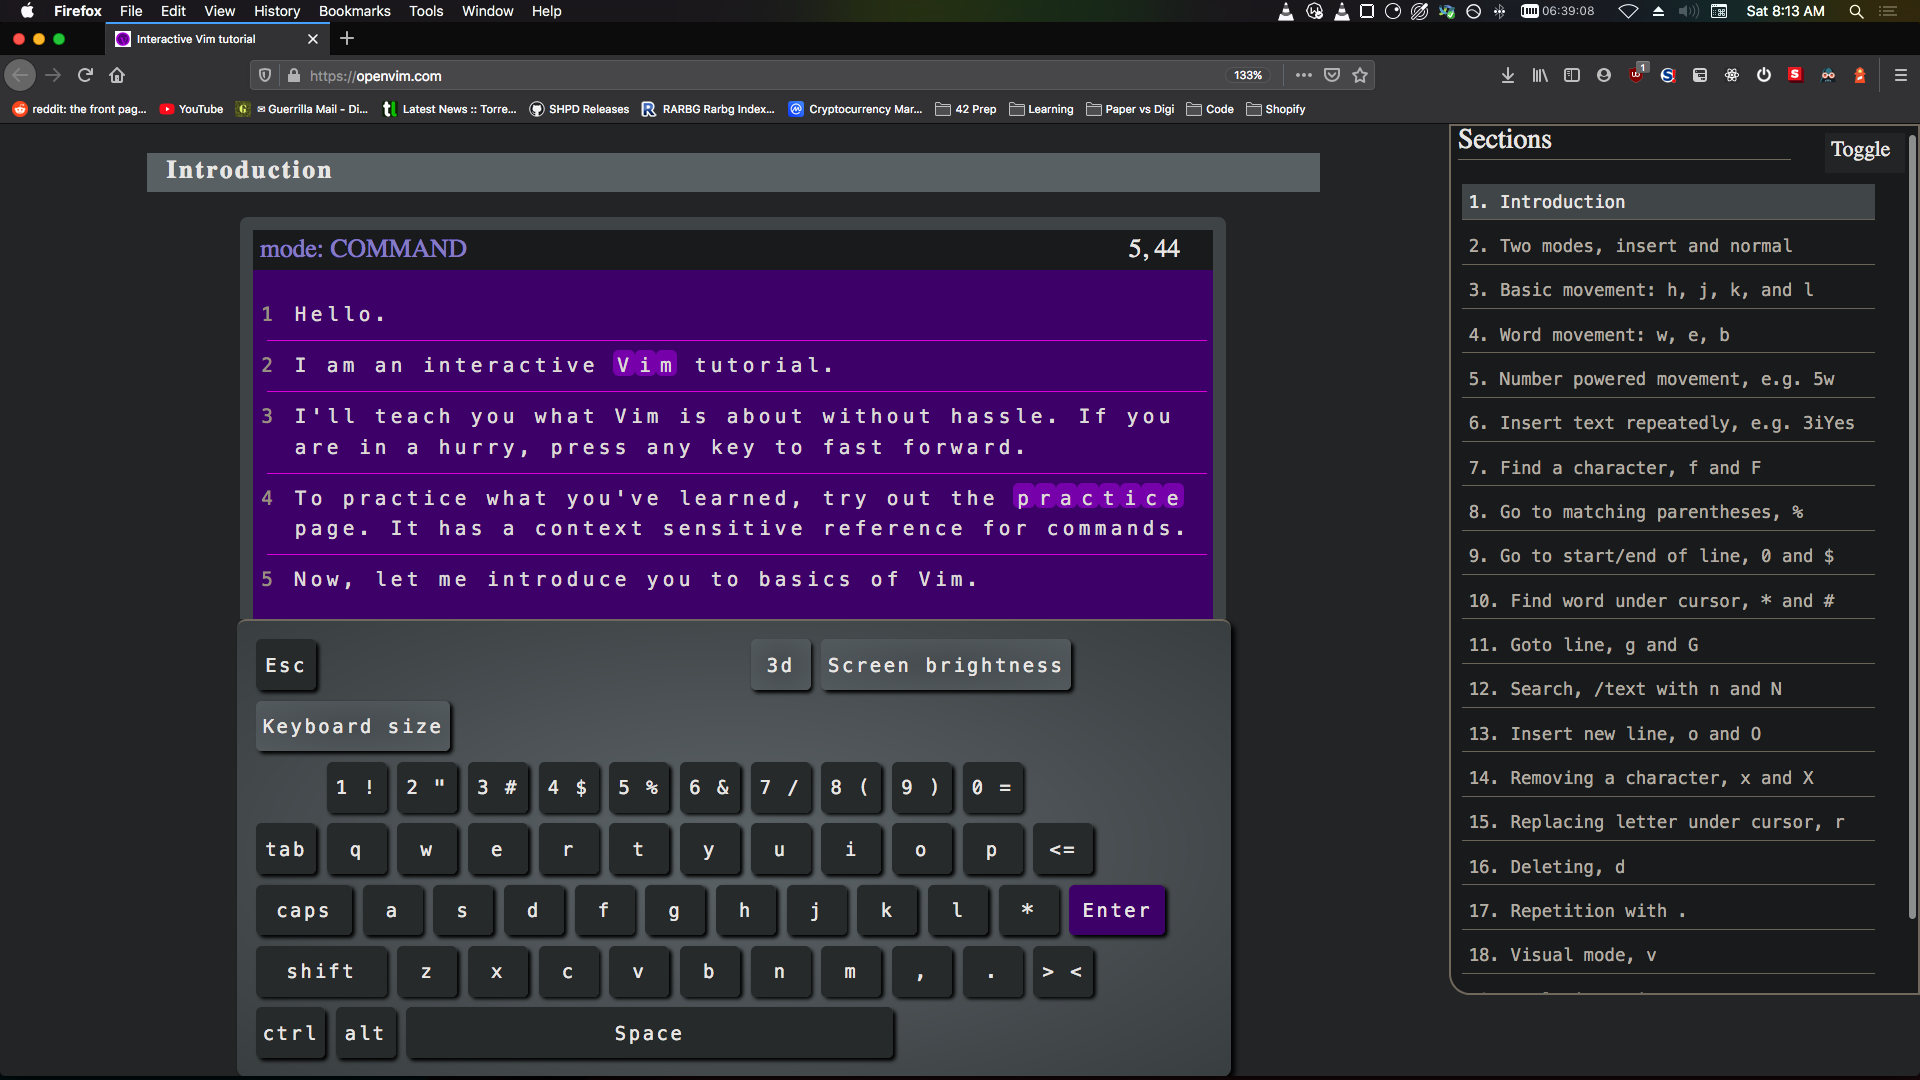 Firefox File Edit View History Bookmarks Tools Window Help 06:39:08 Sat 8:13 AM
Interactive Vim tutorial
https://openvim.com 133%
reddit: the front pag... YouTube Guerrilla Mail - Di... Latest News :: Torre... SHPD Releases RARBG Rarbg Index... Cryptocurrency Mar... 42 Prep Learning Paper vs Digi Code Shopify
Introduction
mode: COMMAND 5, 44
1 Hello.
2 I am an interactive Vim tutorial.
3 I'll teach you what Vim is about without hassle. If you
are in a hurry, press any key to fast forward.
4 To practice what you've learned, try out the practice
page. It has a context sensitive reference for commands.
5 Now, let me introduce you to basics of Vim.
Esc 3d Screen brightness
Keyboard size
1 ! 2 " 3 # 4 $ 5 % 6 & 7 / 8 ( 9 ) 0 =
tab q w e r t y u i o p <=
caps a s d f g h j k l * Enter
shift z x c v b n m , . > <
ctrl alt Space
Sections
Toggle
1. Introduction
2. Two modes, insert and normal
3. Basic movement: h, j, k, and l
4. Word movement: w, e, b
5. Number powered movement, e.g. 5w
6. Insert text repeatedly, e.g. 3iYes
7. Find a character, f and F
8. Go to matching parentheses, %
9. Go to start/end of line, 0 and $
10. Find word under cursor, * and #
11. Goto line, g and G
12. Search, /text with n and N
13. Insert new line, o and O
14. Removing a character, x and X
15. Replacing letter under cursor, r
16. Deleting, d
17. Repetition with .
18. Visual mode, v